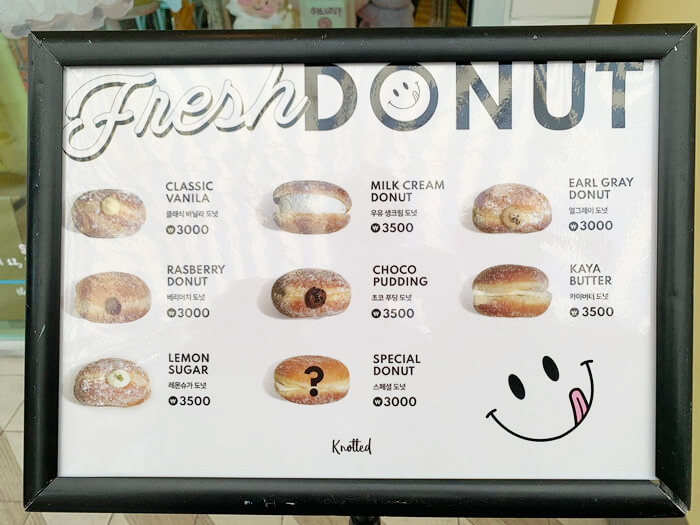 Fresh DONUT
CLASSIC
VANILA
클래식 바닐라 도넛
₩3000
MILK CREAM
DONUT
우유 생크림 도넛
₩3500
EARL GRAY
DONUT
얼그레이 도넛
₩3000
RASBERRY
DONUT
베리머치 도넛
₩3000
CHOCO
PUDDING
초코 푸딩 도넛
₩3500
KAYA
BUTTER
카야버터 도넛
₩3500
LEMON
SUGAR
레몬슈가 도넛
₩3500
?
SPECIAL
DONUT
스페셜 도넛
₩3000
Knotted